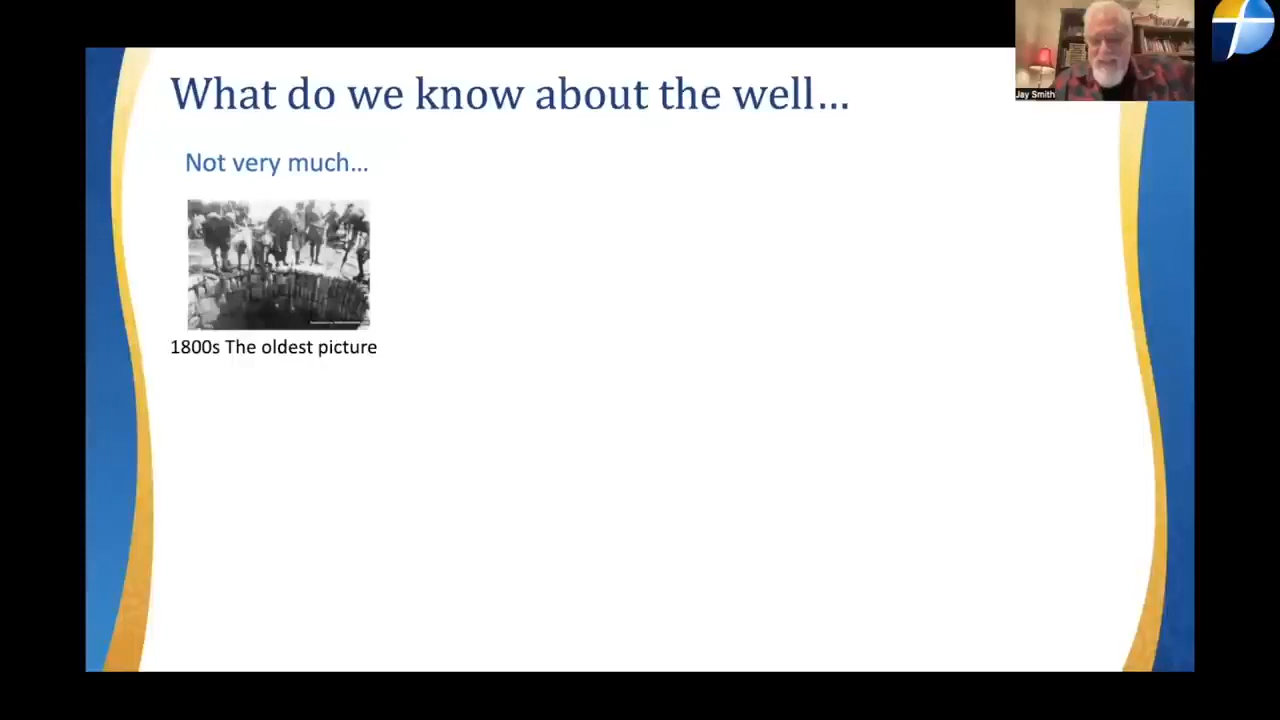 What do we know about the well...
Not very much...
1800s The oldest picture
Jay Smith